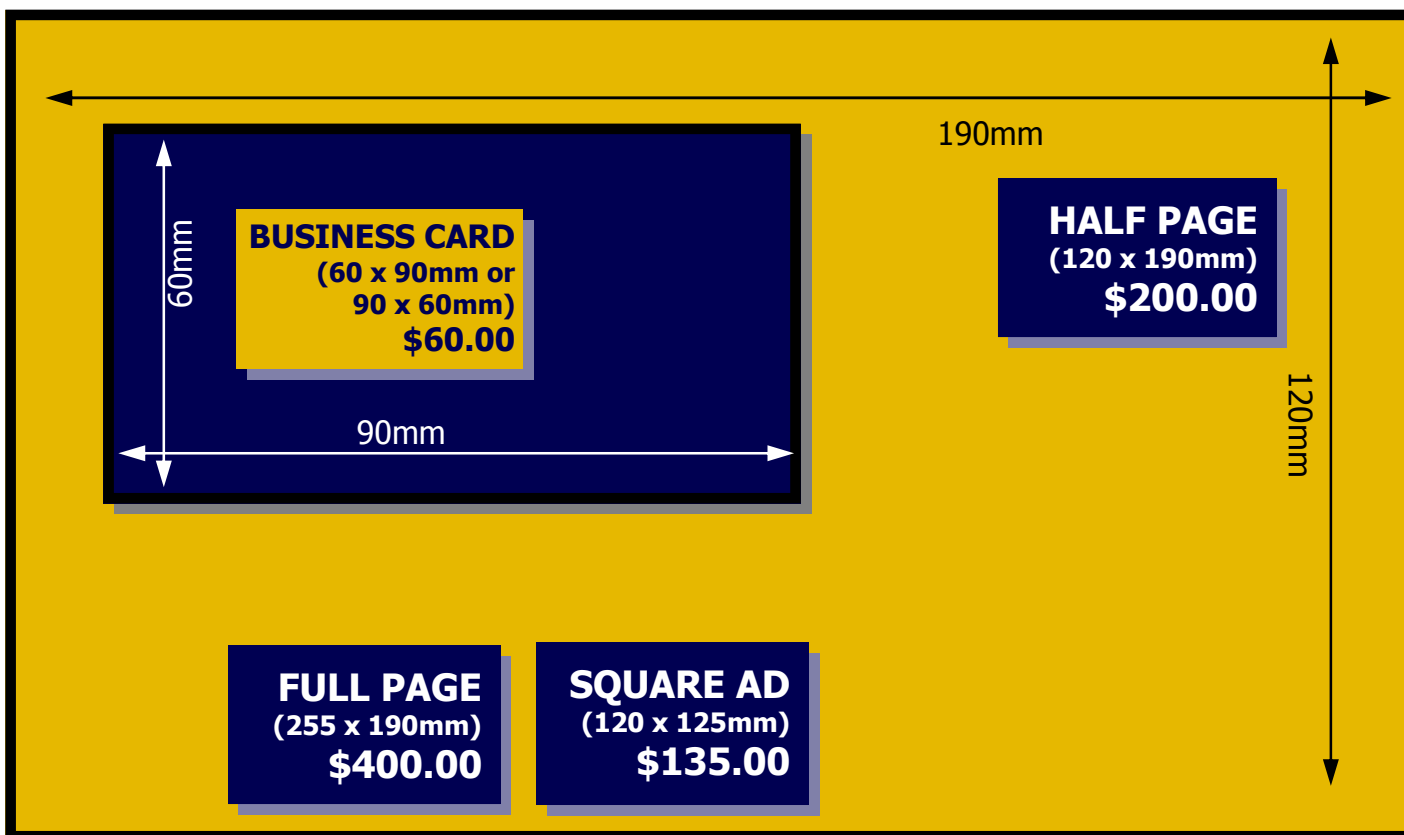 190mm
60mm
BUSINESS CARD
(60 x 90mm or
90 x 60mm)
$60.00
90mm
HALF PAGE
(120 x 190mm)
$200.00
120mm
FULL PAGE
(255 x 190mm)
$400.00
SQUARE AD
(120 x 125mm)
$135.00